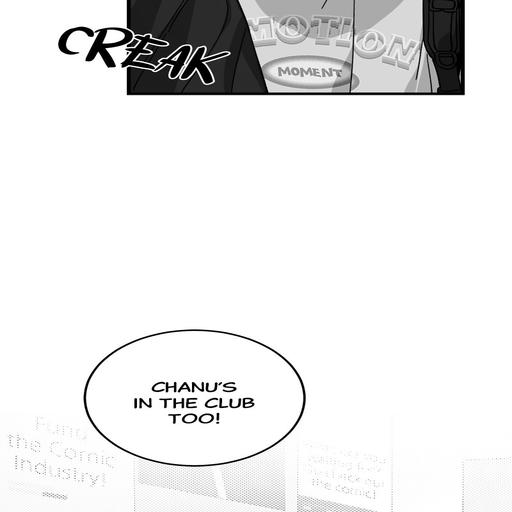 CREAK
MOTION
MOMENT
CHANU'S
IN THE CLUB
TOO!
Fund
the Comic
Industry!
the comic!